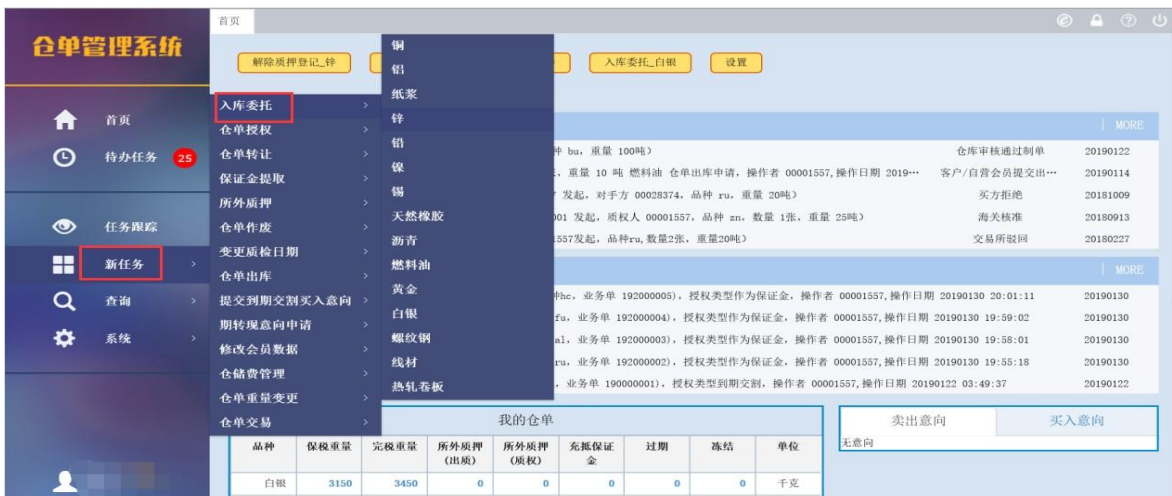 仓单管理系统
首页
解除质押登记_锌
入库委托_白银
设置
首页
待办任务 25
任务跟踪
新任务 >
查询 >
系统 >
入库委托 >
仓单授权 >
仓单转让 >
保证金提取 >
所外质押 >
仓单作废 >
变更质检日期 >
仓单出库 >
提交到期交割买入意向 >
期转现意向申请 >
修改会员数据 >
仓储费管理 >
仓单重量变更 >
仓单交易 >
铜
铝
纸浆
锌
铅
镍
锡
天然橡胶
沥青
燃料油
黄金
白银
螺纹钢
线材
热轧卷板
MORE
bu, 重量 100吨) 仓库审核通过制单 20190122
重量 10 吨 燃料油 仓单出库申请, 操作者 00001557,操作日期 2019… 客户/自营会员提交出… 20190114
发起, 对手方 00028374, 品种 ru, 重量 20吨) 买方拒绝 20181009
001 发起, 质权人 00001557, 品种 zn, 数量 1张, 重量 25吨) 海关核准 20180913
1557发起, 品种ru,数量2张, 重量20吨) 交易所驳回 20180227
MORE
hc, 业务单 192000005), 授权类型作为保证金, 操作者 00001557,操作日期 20190130 20:01:11 20190130
fu, 业务单 192000004), 授权类型作为保证金, 操作者 00001557,操作日期 20190130 19:59:02 20190130
al, 业务单 192000003), 授权类型作为保证金, 操作者 00001557,操作日期 20190130 19:58:01 20190130
ru, 业务单 192000002), 授权类型作为保证金, 操作者 00001557,操作日期 20190130 19:55:18 20190130
, 业务单 190000001), 授权类型到期交割, 操作者 00001557,操作日期 20190122 03:49:37 20190122
我的仓单
品种 保税重量 完税重量 所外质押(出质) 所外质押(质权) 充抵保证金 过期 冻结 单位
白银 3150 3450 0 0 0 0 0 千克
卖出意向 买入意向
无意向